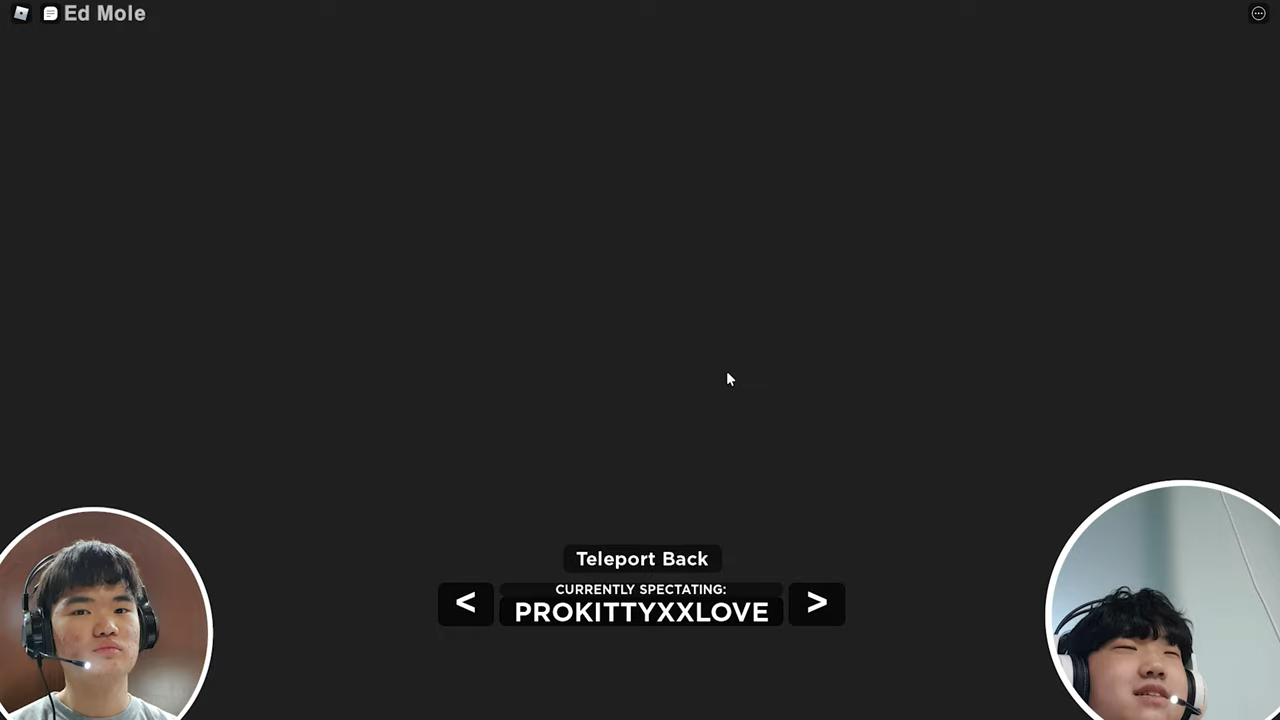 Ed Mole
Teleport Back
CURRENTLY SPECTATING:
< PROKITTYXXLOVE >